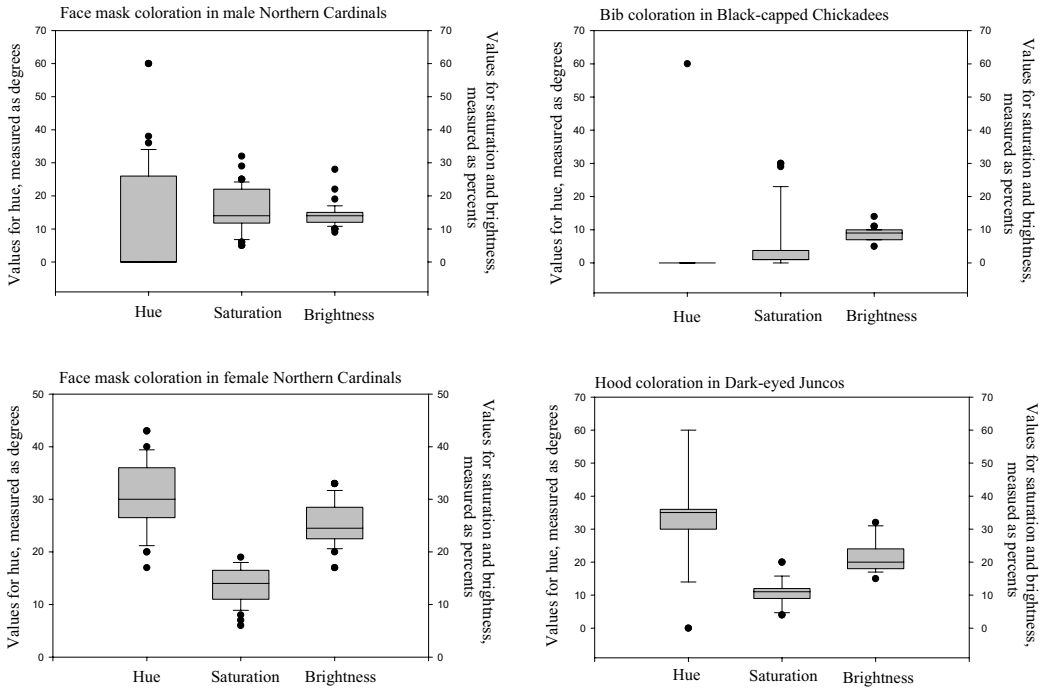 Face mask coloration in male Northern Cardinals
Values for hue, measured as degrees
70
60
50
40
30
20
10
0
70
60
50
40
30
20
10
0
Values for saturation and brightness,
measured as percents
Hue
Saturation
Brightness
Bib coloration in Black-capped Chickadees
Values for hue, measured as degrees
70
60
50
40
30
20
10
0
70
60
50
40
30
20
10
0
Values for saturation and brightness,
measured as percents
Hue
Saturation
Brightness
Face mask coloration in female Northern Cardinals
Values for hue, measured as degrees
50
40
30
20
10
0
50
40
30
20
10
0
Values for saturation and brightness,
measured as percents
Hue
Saturation
Brightness
Hood coloration in Dark-eyed Juncos
Values for hue, measured as degrees
70
60
50
40
30
20
10
0
70
60
50
40
30
20
10
0
Values for saturation and brightness,
measued as percents
Hue
Saturation
Brightness